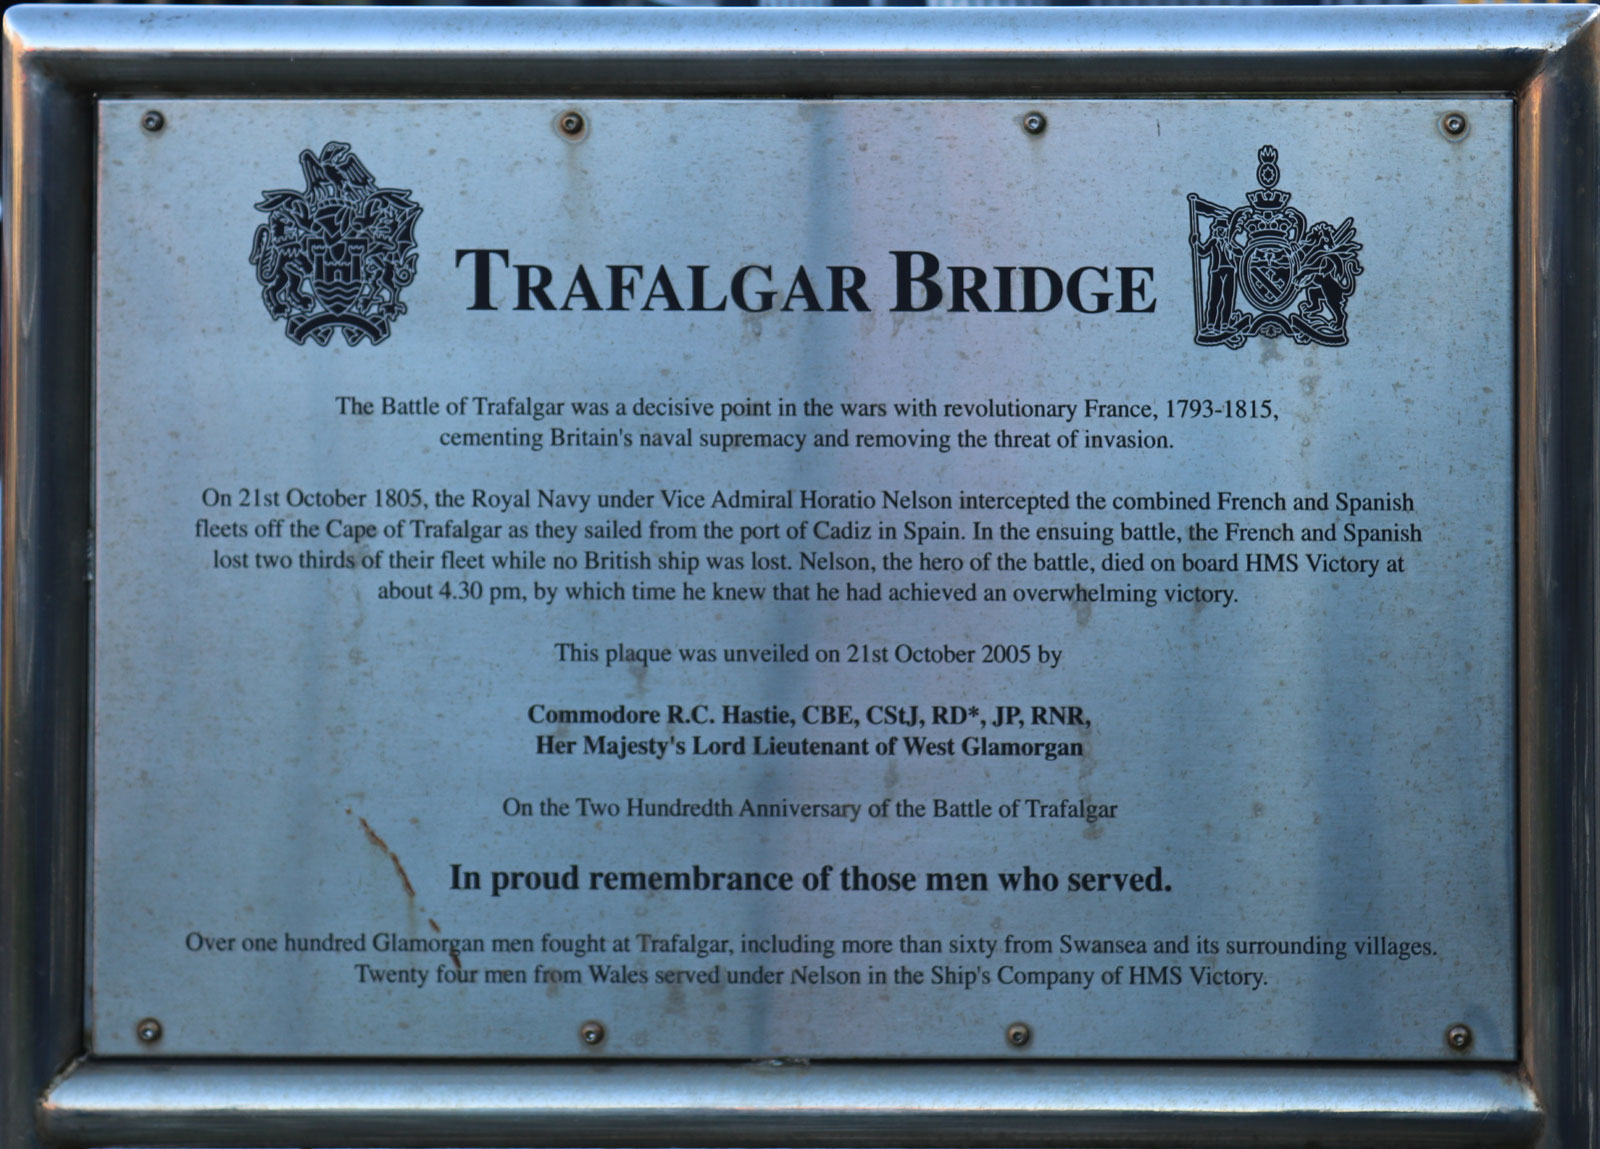 TRAFALGAR BRIDGE
The Battle of Trafalgar was a decisive point in the wars with revolutionary France, 1793-1815,
cementing Britain's naval supremacy and removing the threat of invasion.
On 21st October 1805, the Royal Navy under Vice Admiral Horatio Nelson intercepted the combined French and Spanish
fleets off the Cape of Trafalgar as they sailed from the port of Cadiz in Spain. In the ensuing battle, the French and Spanish
lost two thirds of their fleet while no British ship was lost. Nelson, the hero of the battle, died on board HMS Victory at
about 4.30 pm, by which time he knew that he had achieved an overwhelming victory.
This plaque was unveiled on 21st October 2005 by
Commodore R.C. Hastie, CBE, CStJ, RD*, JP, RNR,
Her Majesty's Lord Lieutenant of West Glamorgan
On the Two Hundredth Anniversary of the Battle of Trafalgar
In proud remembrance of those men who served.
Over one hundred Glamorgan men fought at Trafalgar, including more than sixty from Swansea and its surrounding villages.
Twenty four men from Wales served under Nelson in the Ship's Company of HMS Victory.